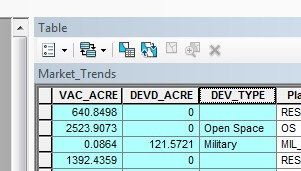 Table
Market_Trends
VAC_ACRE DEVD_ACRE DEV_TYPE Pla
640.8498 0 RES
2523.9073 0 Open Space OS
0.0864 121.5721 Military MIL_
1392.4359 0 RES